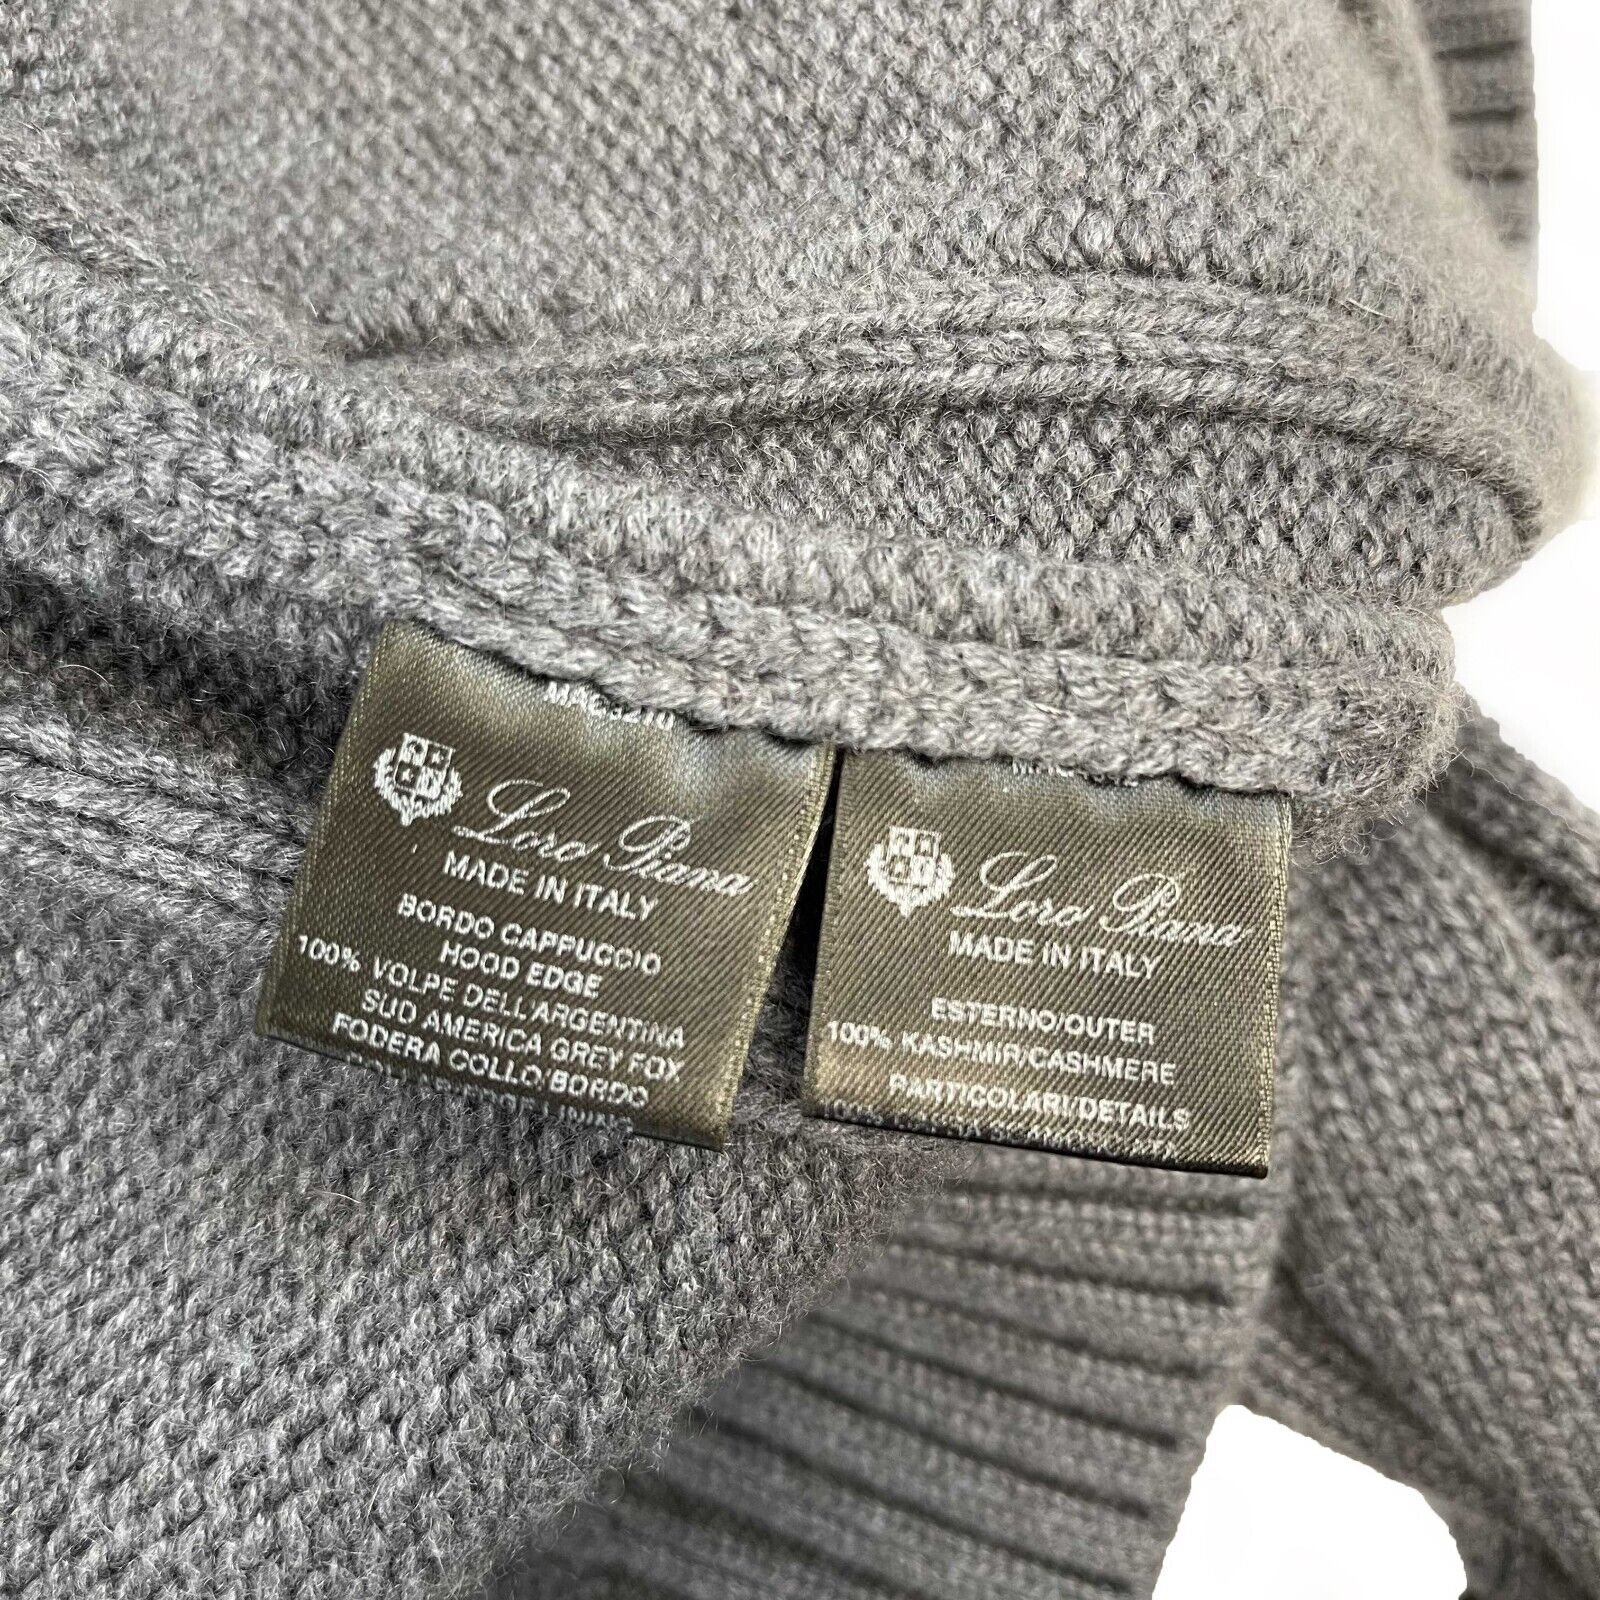 Loro Piana
MADE IN ITALY
BORDO CAPPUCCIO
HOOD EDGE
100% VOLPE DELL'ARGENTINA
SUD AMERICA GREY FOX
FODERA COLLO/BORDO
Loro Piana
MADE IN ITALY
ESTERNO/OUTER
100% KASHMIR/CASHMERE
PARTICOLARI/DETAILS
100%